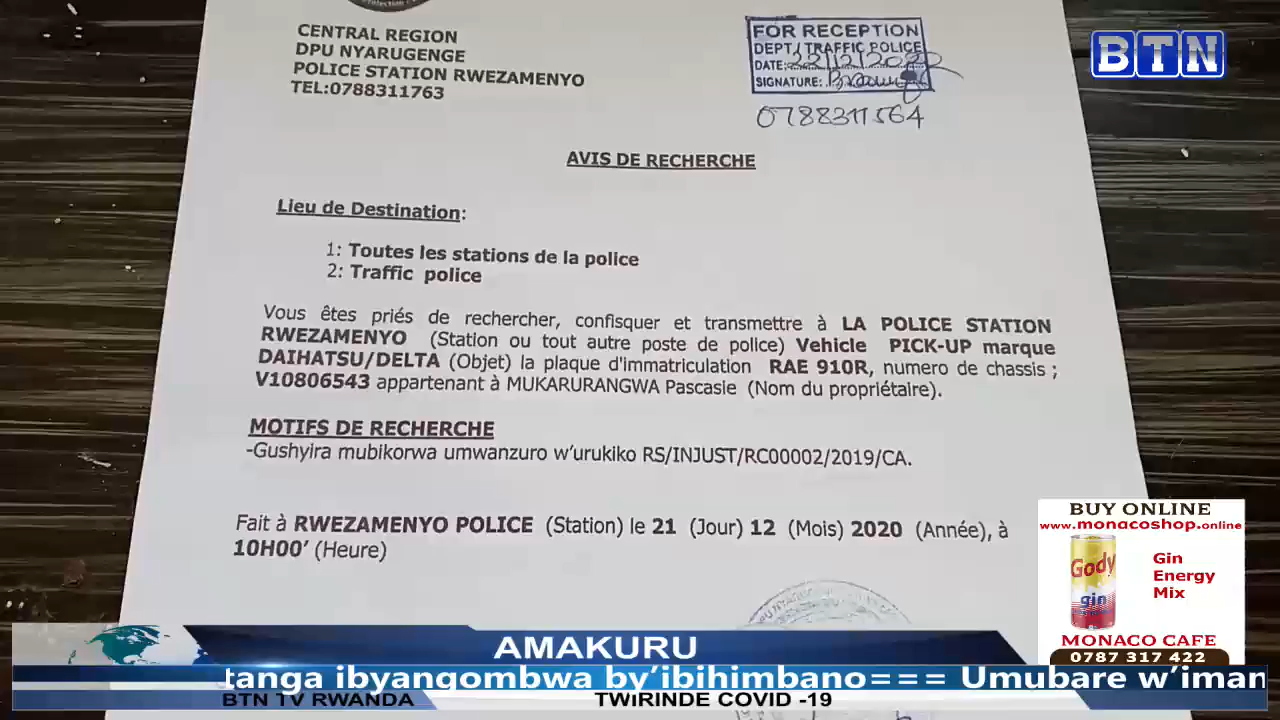 CENTRAL REGION
DPU NYARUGENGE
POLICE STATION RWEZAMENYO
TEL:0788311763
FOR RECEPTION
DEPT/ TRAFFIC POLICE
DATE: 22/12/2022
SIGNATURE:
0788311564
BTN
AVIS DE RECHERCHE
Lieu de Destination:
1: Toutes les stations de la police
2: Traffic police
Vous êtes priés de rechercher, confisquer et transmettre à LA POLICE STATION
RWEZAMENYO (Station ou tout autre poste de police) Vehicle PICK-UP marque
DAIHATSU/DELTA (Objet) la plaque d'immatriculation RAE 910R, numero de chassis ;
V10806543 appartenant à MUKARURANGWA Pascasie (Nom du propriétaire).
MOTIFS DE RECHERCHE
-Gushyira mubikorwa umwanzuro w'urukiko RS/INJUST/RC00002/2019/CA.
Fait à RWEZAMENYO POLICE (Station) le 21 (Jour) 12 (Mois) 2020 (Année), à
10H00' (Heure)
BUY ONLINE
www.monacoshop.online
Gody
gin
Gin
Energy
Mix
MONACO CAFE
0787 317 422
AMAKURU
tanga ibyangombwa by'ibihimbano=== Umubare w'iman
BTN TV RWANDA
TWIRINDE COVID -19